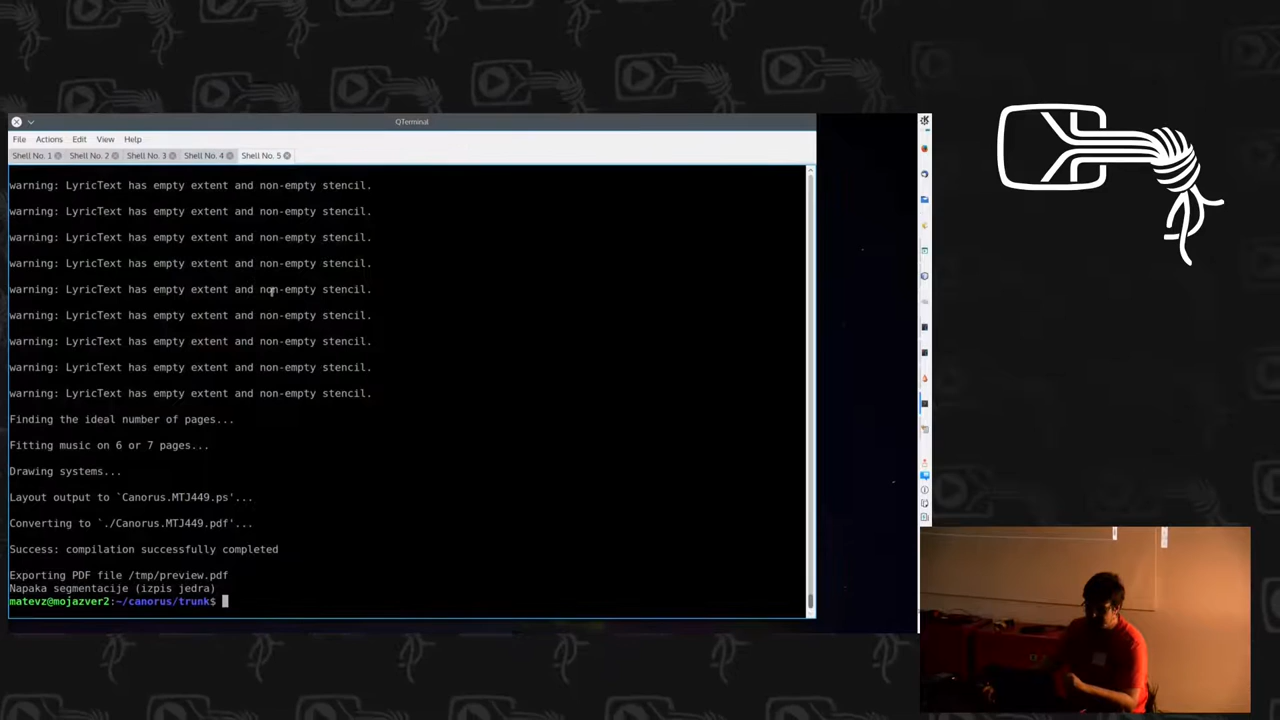 QTerminal
File Actions Edit View Help
Shell No. 1 Shell No. 2 Shell No. 3 Shell No. 4 Shell No. 5
warning: LyricText has empty extent and non-empty stencil.
warning: LyricText has empty extent and non-empty stencil.
warning: LyricText has empty extent and non-empty stencil.
warning: LyricText has empty extent and non-empty stencil.
warning: LyricText has empty extent and non-empty stencil.
warning: LyricText has empty extent and non-empty stencil.
warning: LyricText has empty extent and non-empty stencil.
warning: LyricText has empty extent and non-empty stencil.
warning: LyricText has empty extent and non-empty stencil.
Finding the ideal number of pages...
Fitting music on 6 or 7 pages...
Drawing systems...
Layout output to `Canorus.MTJ449.ps'...
Converting to `./Canorus.MTJ449.pdf'...
Success: compilation successfully completed
Exporting PDF file /tmp/preview.pdf
Napaka segmentacije (izpis jedra)
matevz@mojazver2:~/canorus/trunk$